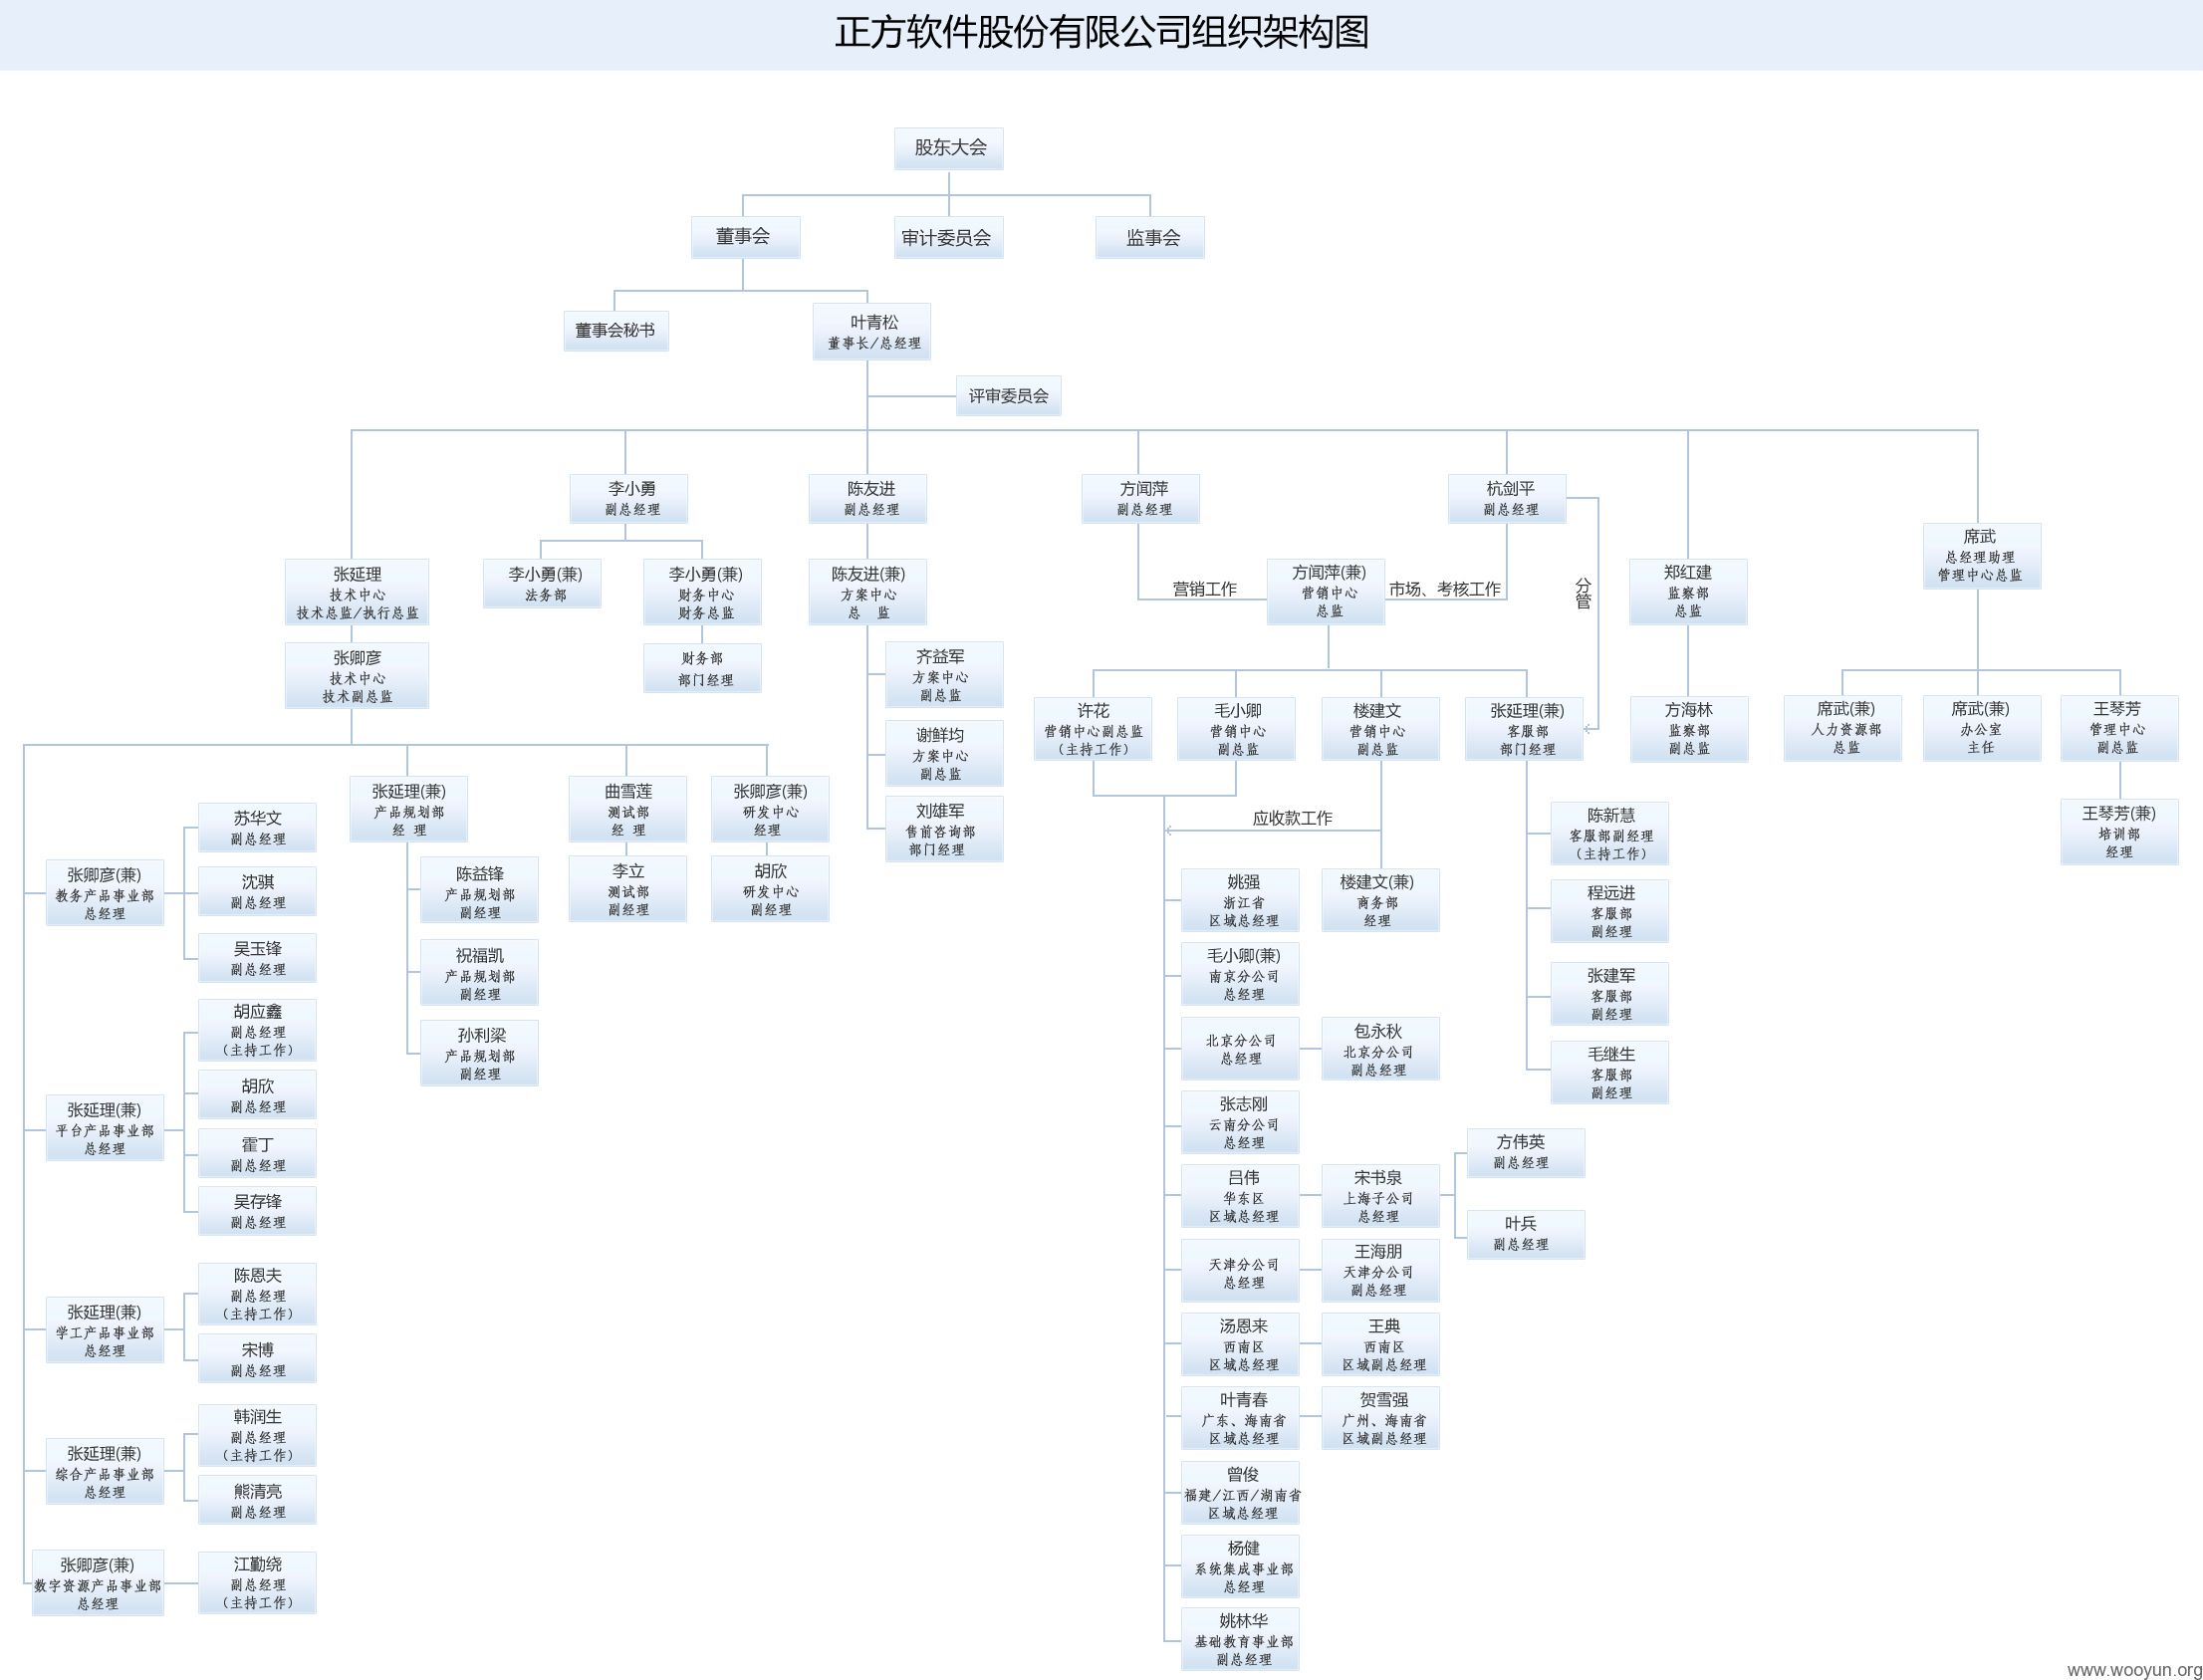 正方软件股份有限公司组织架构图
股东大会
董事会
审计委员会
监事会
董事会秘书
叶青松
董事长/总经理
评审委员会
李小勇
副总经理
陈友进
副总经理
方闻萍
副总经理
杭剑平
副总经理
席武
总经理助理
管理中心总监
张延理
技术中心
技术总监/执行总监
李小勇(兼)
法务部
李小勇(兼)
财务中心
财务总监
陈友进(兼)
方案中心
总 监
营销工作
方闻萍(兼)
营销中心
总监
市场、考核工作
分管
郑红建
监察部
总监
张卿彦
技术中心
技术副总监
财务部
部门经理
齐益军
方案中心
副总监
谢鲜均
方案中心
副总监
刘雄军
售前咨询部
部门经理
许花
营销中心副总监
（主持工作）
毛小卿
营销中心
副总监
楼建文
营销中心
副总监
张延理(兼)
客服部
部门经理
方海林
监察部
副总监
席武(兼)
人力资源部
总监
席武(兼)
办公室
主任
王琴芳
管理中心
副总监
王琴芳(兼)
培训部
经理
张延理(兼)
产品规划部
经 理
曲雪莲
测试部
经 理
张卿彦(兼)
研发中心
经理
陈益锋
产品规划部
副经理
李立
测试部
副经理
胡欣
研发中心
副经理
祝福凯
产品规划部
副经理
孙利梁
产品规划部
副经理
张卿彦(兼)
教务产品事业部
总经理
苏华文
副总经理
沈骐
副总经理
吴玉锋
副总经理
张延理(兼)
平台产品事业部
总经理
胡应鑫
副总经理
（主持工作）
胡欣
副总经理
霍丁
副总经理
吴存锋
副总经理
张延理(兼)
学工产品事业部
总经理
陈恩夫
副总经理
（主持工作）
宋博
副总经理
张延理(兼)
综合产品事业部
总经理
韩润生
副总经理
（主持工作）
熊清亮
副总经理
张卿彦(兼)
数字资源产品事业部
总经理
江勤绕
副总经理
（主持工作）
应收款工作
姚强
浙江省
区域总经理
楼建文(兼)
商务部
经理
毛小卿(兼)
南京分公司
总经理
北京分公司
总经理
包永秋
北京分公司
副总经理
张志刚
云南分公司
总经理
吕伟
华东区
区域总经理
宋书泉
上海子公司
总经理
方伟英
副总经理
叶兵
副总经理
天津分公司
总经理
王海朋
天津分公司
副总经理
汤恩来
西南区
区域总经理
王典
西南区
区域副总经理
叶青春
广东、海南省
区域总经理
贺雪强
广州、海南省
区域副总经理
曾俊
福建/江西/湖南省
区域总经理
杨健
系统集成事业部
总经理
姚林华
基础教育事业部
副总经理
陈新慧
客服部副经理
（主持工作）
程远进
客服部
副经理
张建军
客服部
副经理
毛继生
客服部
副经理
www.wooyun.org